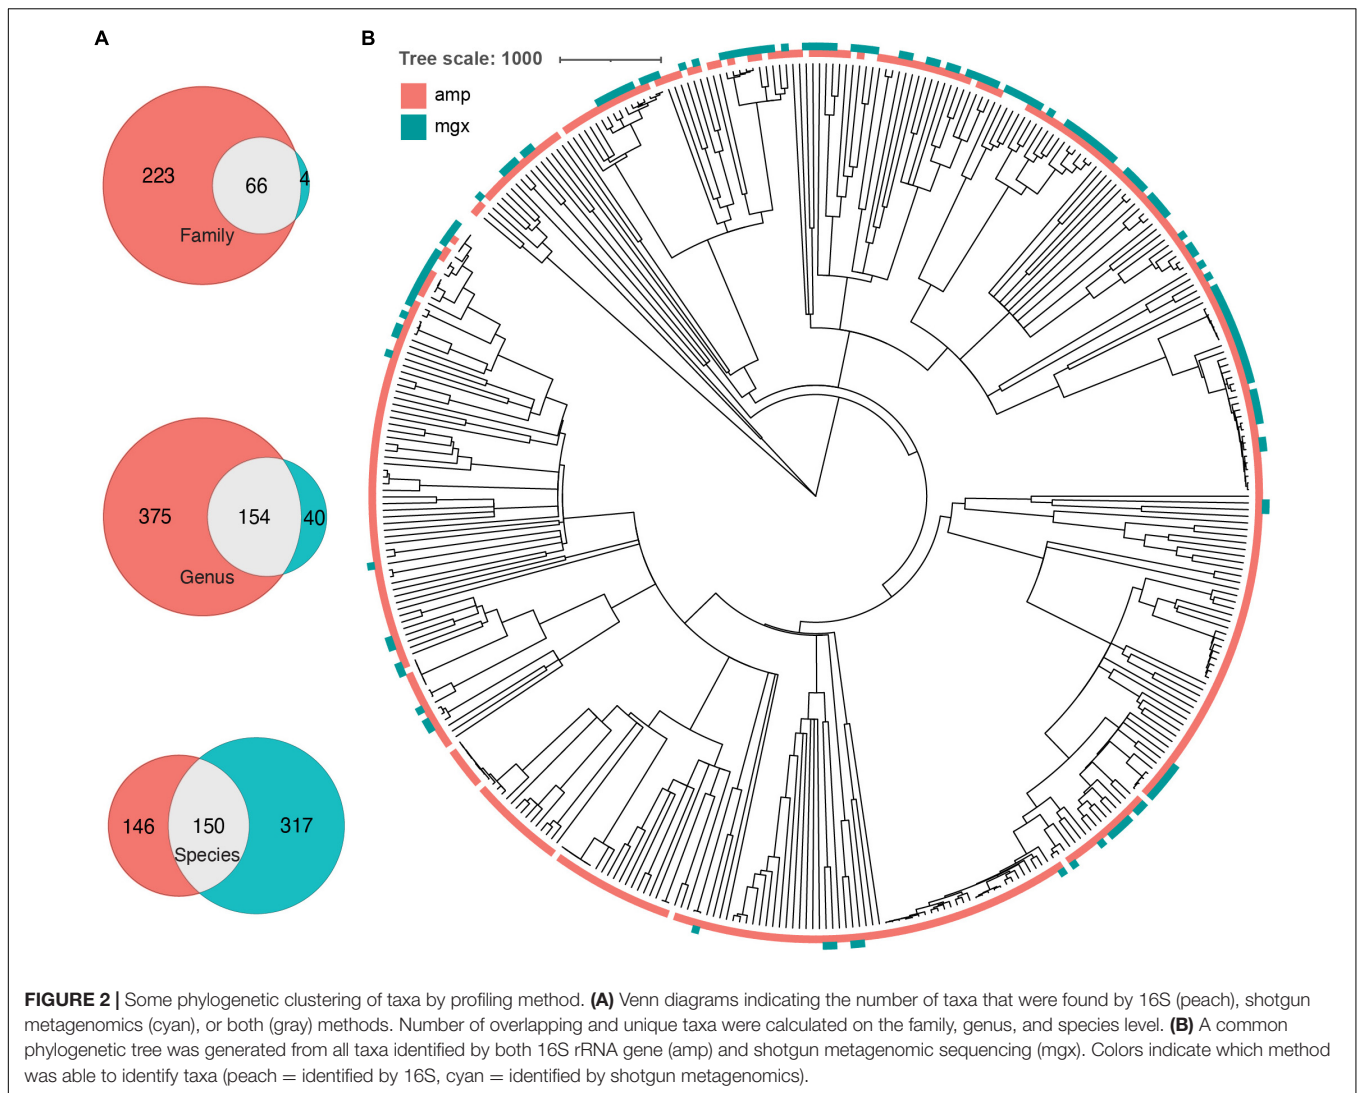 A
B
Tree scale: 1000
amp
mgx
223
66
4
Family
375
154
40
Genus
146
150
317
Species
FIGURE 2 | Some phylogenetic clustering of taxa by profiling method. (A) Venn diagrams indicating the number of taxa that were found by 16S (peach), shotgun
metagenomics (cyan), or both (gray) methods. Number of overlapping and unique taxa were calculated on the family, genus, and species level. (B) A common
phylogenetic tree was generated from all taxa identified by both 16S rRNA gene (amp) and shotgun metagenomic sequencing (mgx). Colors indicate which method
was able to identify taxa (peach = identified by 16S, cyan = identified by shotgun metagenomics).